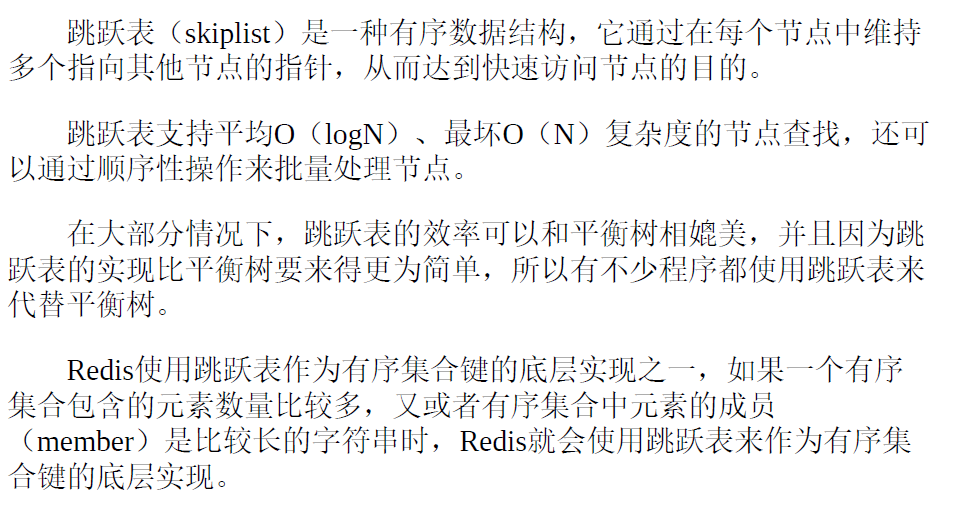 跳跃表（skiplist）是一种有序数据结构，它通过在每个节点中维持
多个指向其他节点的指针，从而达到快速访问节点的目的。
跳跃表支持平均O（logN）、最坏O（N）复杂度的节点查找，还可
以通过顺序性操作来批量处理节点。
在大部分情况下，跳跃表的效率可以和平衡树相媲美，并且因为跳
跃表的实现比平衡树要来得更为简单，所以有不少程序都使用跳跃表来
代替平衡树。
Redis使用跳跃表作为有序集合键的底层实现之一，如果一个有序
集合包含的元素数量比较多，又或者有序集合中元素的成员
（member）是比较长的字符串时，Redis就会使用跳跃表来作为有序集
合键的底层实现。